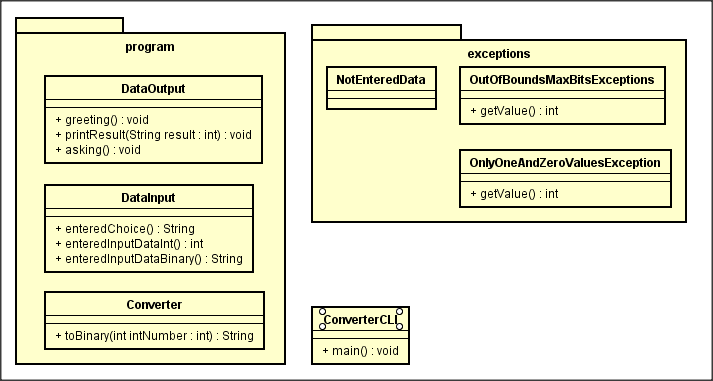 program
DataOutput
+ greeting() : void
+ printResult(String result : int) : void
+ asking() : void
DataInput
+ enteredChoice() : String
+ enteredInputDataInt() : int
+ enteredInputDataBinary() : String
Converter
+ toBinary(int intNumber : int) : String
exceptions
NotEnteredData
OutOfBoundsMaxBitsExceptions
+ getValue() : int
OnlyOneAndZeroValuesException
+ getValue() : int
ConverterCLI
+ main() : void